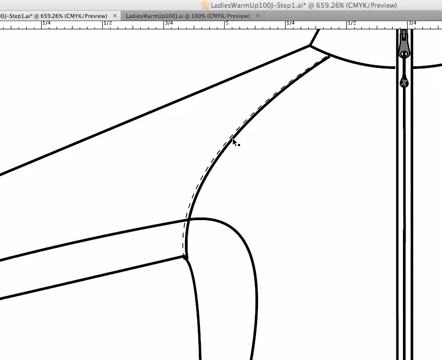 LadiesWarmUp100J-Step1.ai* @ 659.26% (CMYK/Preview)
00J-Step1.ai* @ 659.26% (CMYK/Preview) × LadiesWarmUp100J.ai @ 100% (CMYK/Preview) ×
1/4 1/2 3/4 5 1/4 1/2 3/4